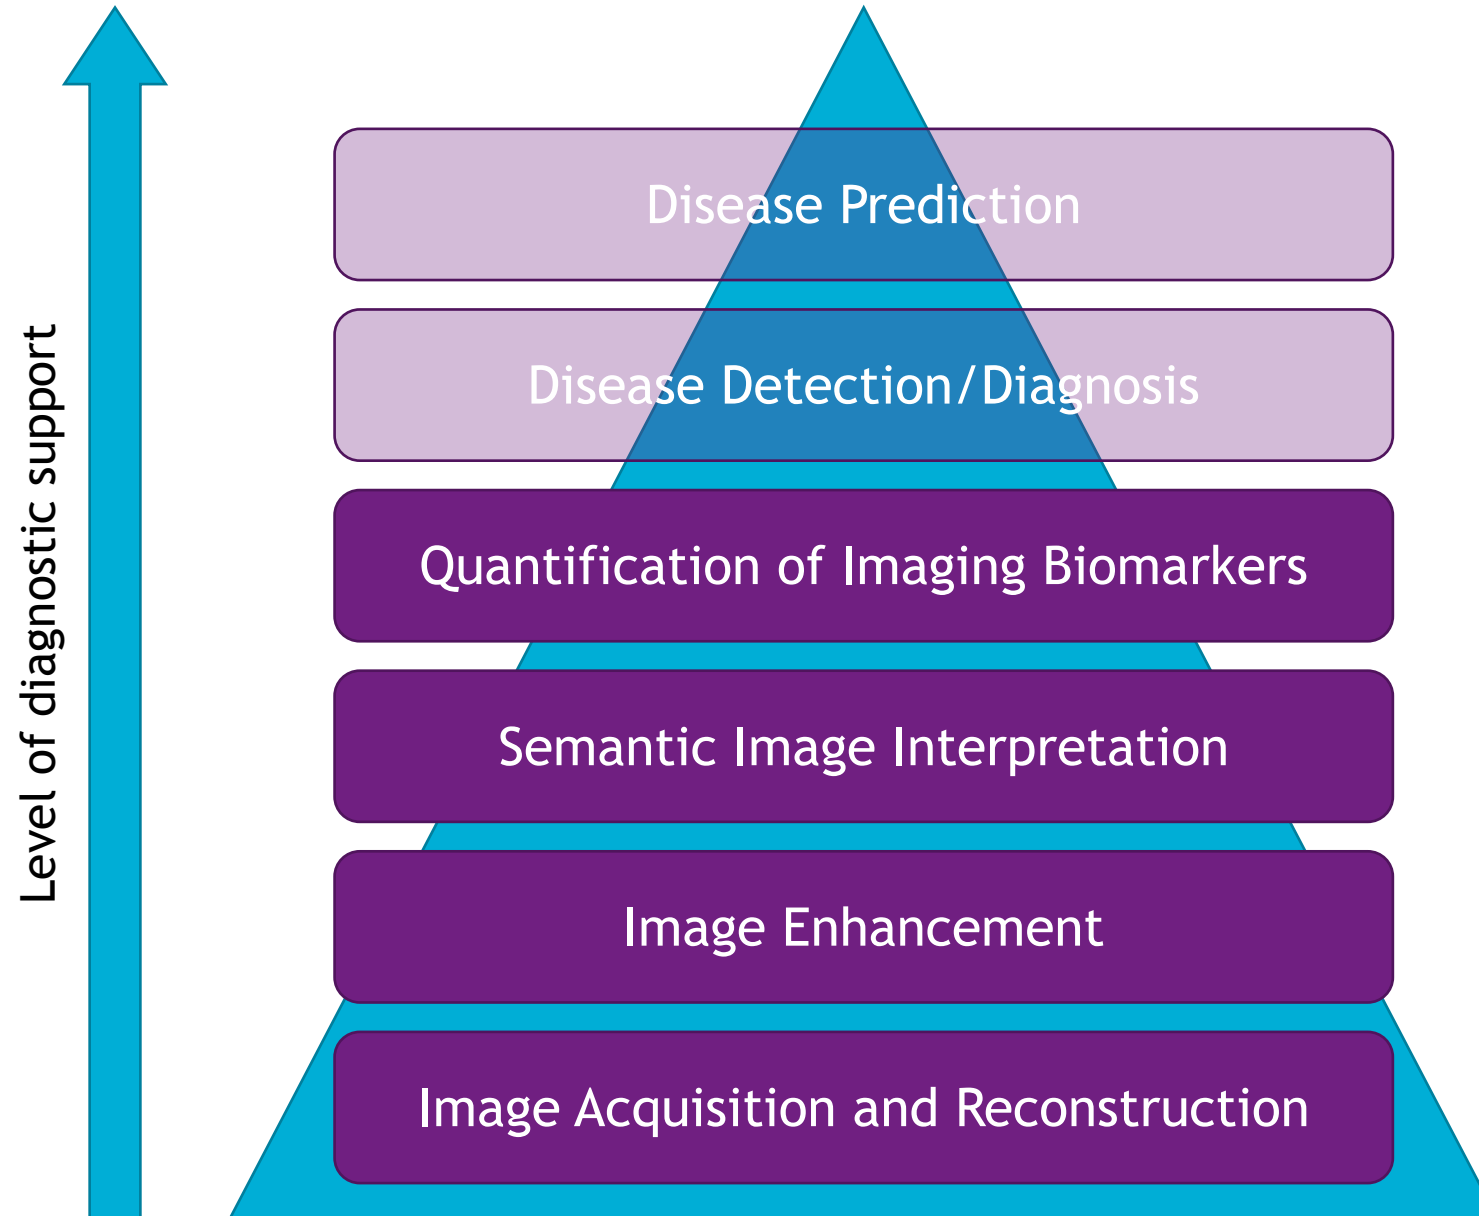 Level of diagnostic support
Disease Prediction
Disease Detection/Diagnosis
Quantification of Imaging Biomarkers
Semantic Image Interpretation
Image Enhancement
Image Acquisition and Reconstruction